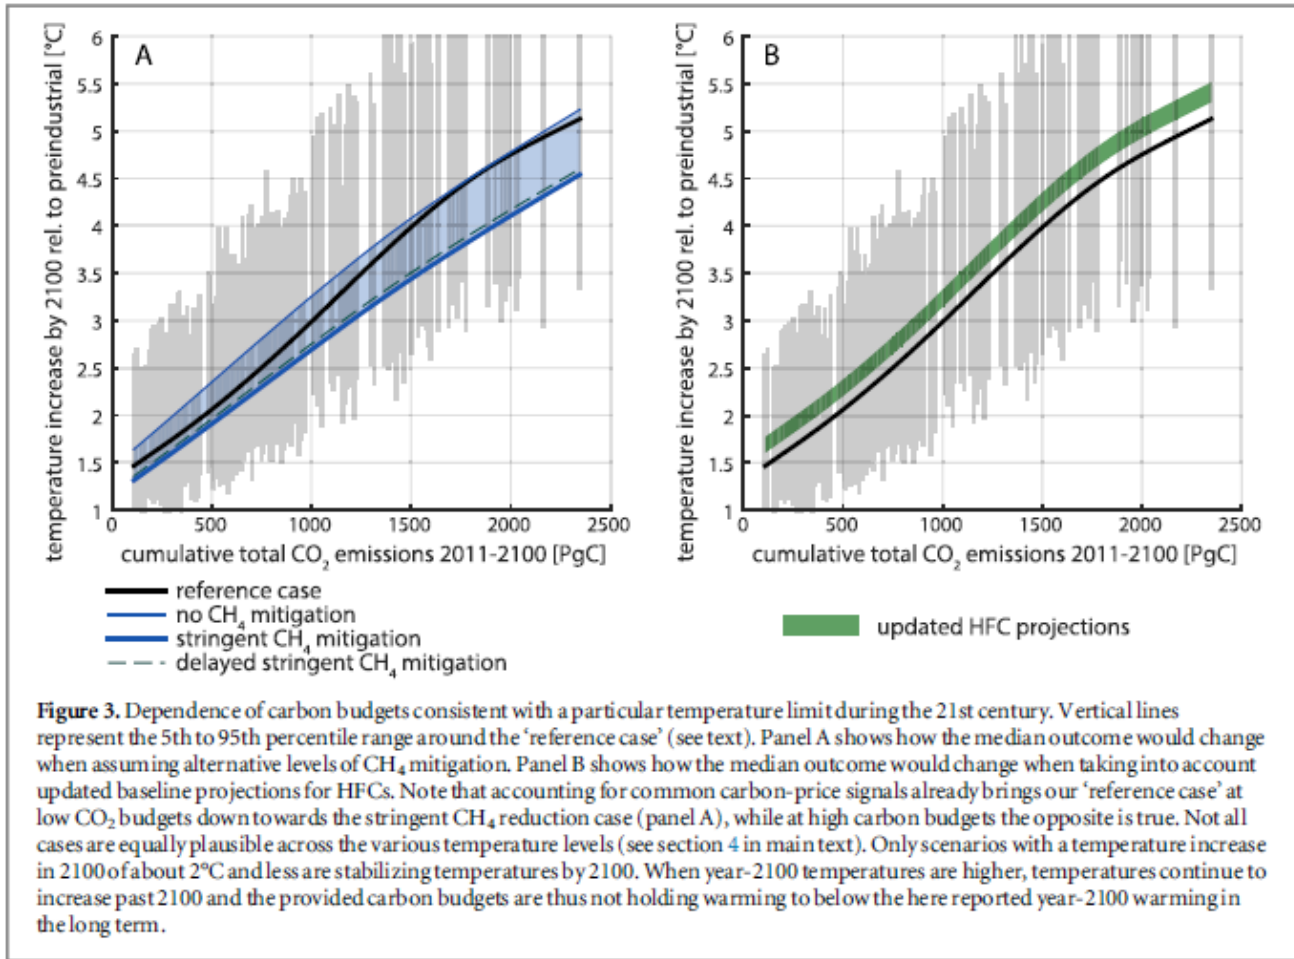 A
B
temperature increase by 2100 rel. to preindustrial [°C]
6
5.5
5
4.5
4
3.5
3
2.5
2
1.5
1
0 500 1000 1500 2000 2500
cumulative total CO₂ emissions 2011-2100 [PgC]
reference case
no CH₄ mitigation
stringent CH₄ mitigation
delayed stringent CH₄ mitigation
temperature increase by 2100 rel. to preindustrial [°C]
6
5.5
5
4.5
4
3.5
3
2.5
2
1.5
1
0 500 1000 1500 2000 2500
cumulative total CO₂ emissions 2011-2100 [PgC]
updated HFC projections
Figure 3. Dependence of carbon budgets consistent with a particular temperature limit during the 21st century. Vertical lines
represent the 5th to 95th percentile range around the ‘reference case’ (see text). Panel A shows how the median outcome would change
when assuming alternative levels of CH₄ mitigation. Panel B shows how the median outcome would change when taking into account
updated baseline projections for HFCs. Note that accounting for common carbon-price signals already brings our ‘reference case’ at
low CO₂ budgets down towards the stringent CH₄ reduction case (panel A), while at high carbon budgets the opposite is true. Not all
cases are equally plausible across the various temperature levels (see section 4 in main text). Only scenarios with a temperature increase
in 2100 of about 2°C and less are stabilizing temperatures by 2100. When year-2100 temperatures are higher, temperatures continue to
increase past 2100 and the provided carbon budgets are thus not holding warming to below the here reported year-2100 warming in
the long term.